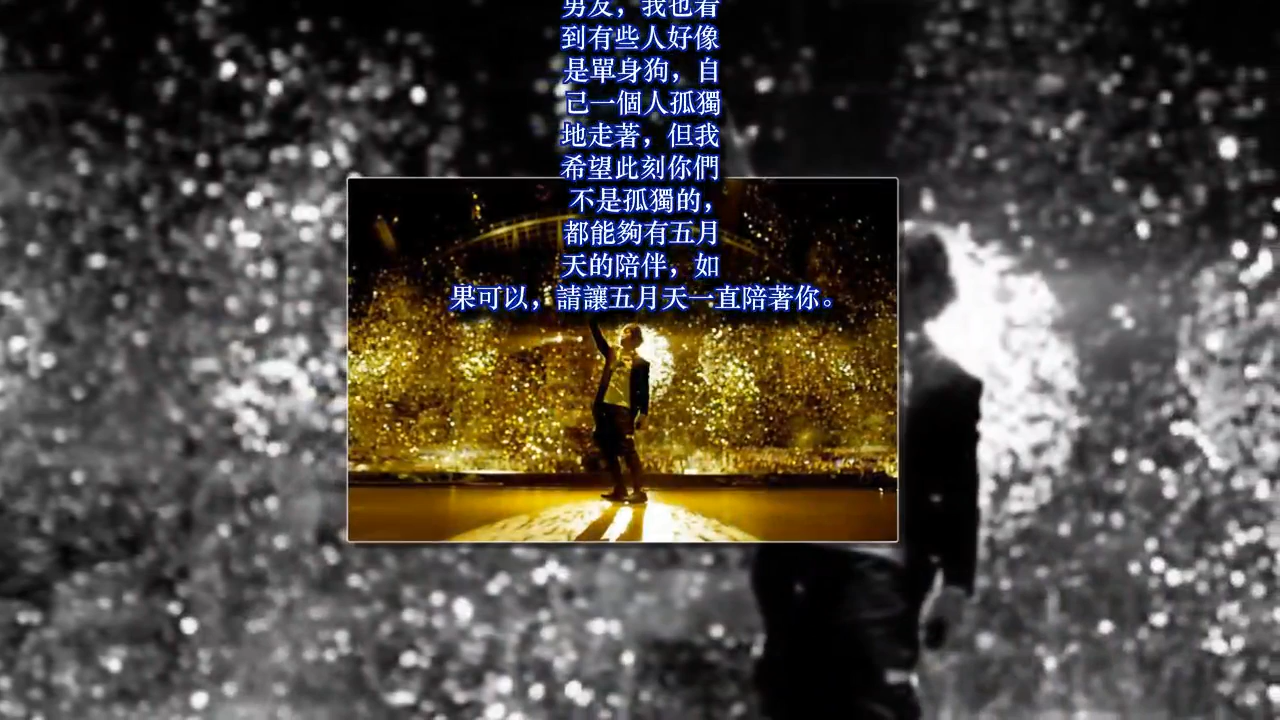 男友，我也看
到有些人好像
是單身狗，自
己一個人孤獨
地走著，但我
希望此刻你們
不是孤獨的，
都能夠有五月
天的陪伴，如
果可以，請讓五月天一直陪著你。